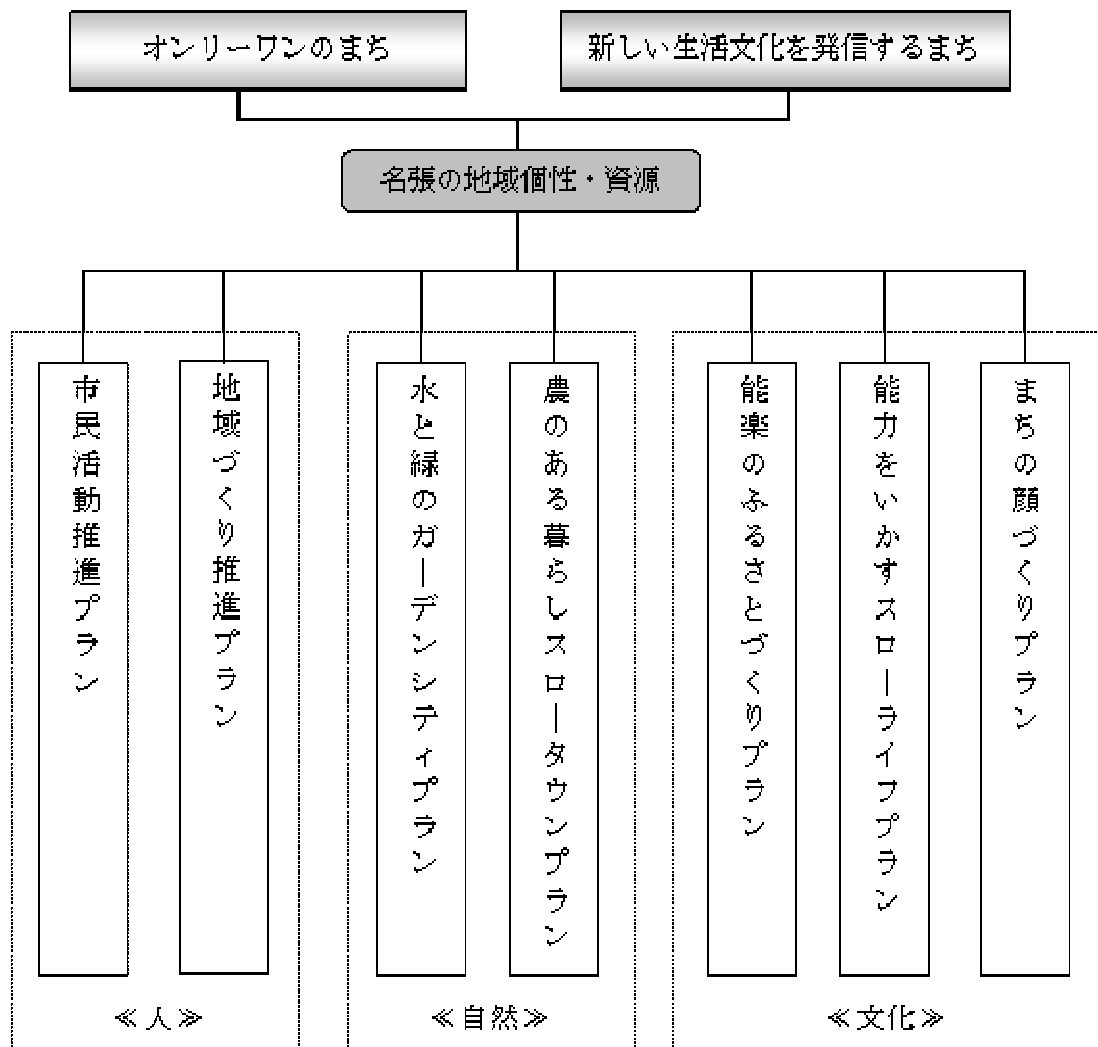 オンリーワンのまち
新しい生活文化を発信するまち
名張の地域個性・資源
市民活動推進プラン
地域づくり推進プラン
水と緑のガーデンシティプラン
農のある暮らしスロータウンプラン
能楽のふるさとづくりプラン
能力をいかすスローライフプラン
まちの顔づくりプラン
≪人≫
≪自然≫
≪文化≫